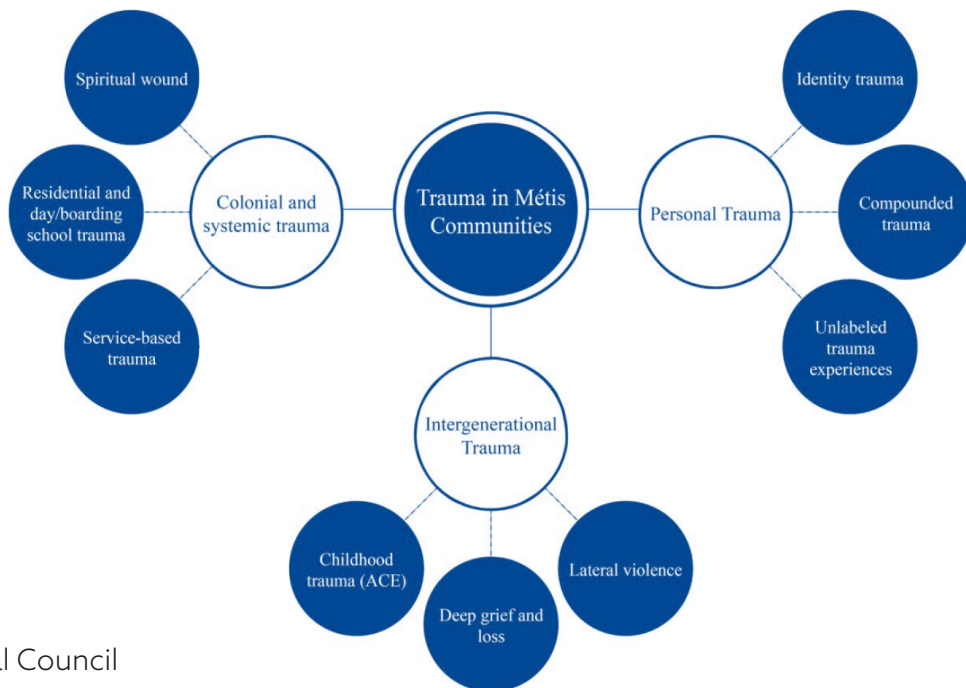 Trauma in Métis
Communities
Colonial and
systemic trauma
Spiritual wound
Residential and
day/boarding
school trauma
Service-based
trauma
Personal Trauma
Identity trauma
Compounded
trauma
Unlabeled
trauma
experiences
Intergenerational
Trauma
Childhood
trauma (ACE)
Deep grief and
loss
Lateral violence
Council